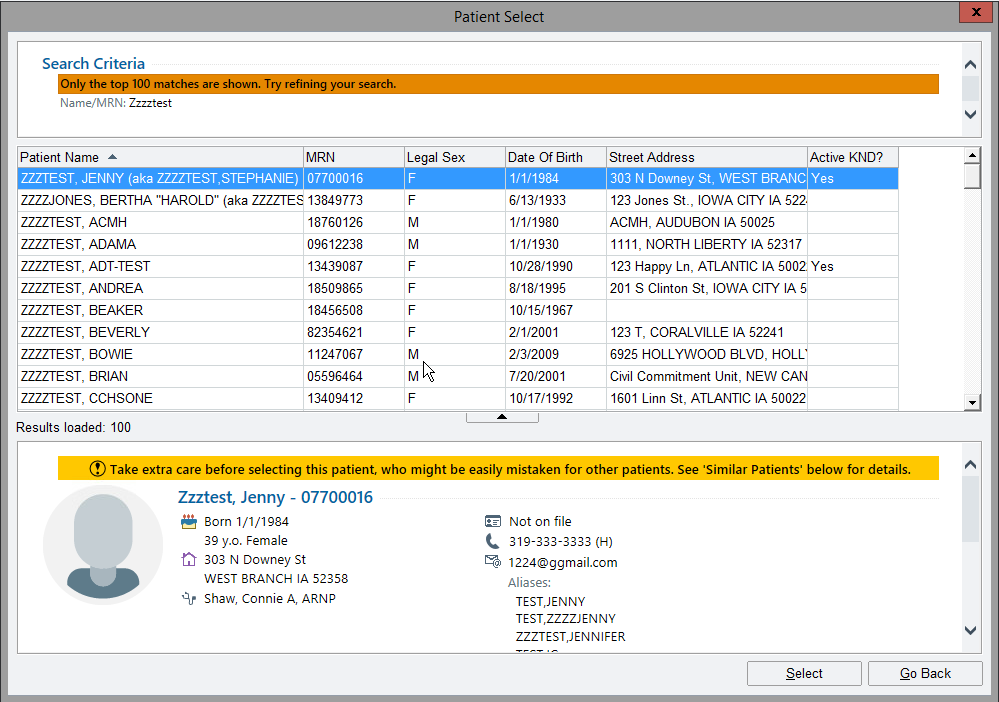 Patient Select
x
Search Criteria
Only the top 100 matches are shown. Try refining your search.
Name/MRN: Zzzztest
Patient Name MRN Legal Sex Date Of Birth Street Address Active KND?
ZZZTEST, JENNY (aka ZZZZTEST,STEPHANIE) 07700016 F 1/1/1984 303 N Downey St, WEST BRANC Yes
ZZZZJONES, BERTHA "HAROLD" (aka ZZZZTES 13849773 F 6/13/1933 123 Jones St., IOWA CITY IA 522
ZZZZTEST, ACMH 18760126 M 1/1/1980 ACMH, AUDUBON IA 50025
ZZZZTEST, ADAMA 09612238 M 1/1/1930 1111, NORTH LIBERTY IA 52317
ZZZZTEST, ADT-TEST 13439087 F 10/28/1990 123 Happy Ln, ATLANTIC IA 5002 Yes
ZZZZTEST, ANDREA 18509865 F 8/18/1995 201 S Clinton St, IOWA CITY IA 5
ZZZZTEST, BEAKER 18456508 F 10/15/1967
ZZZZTEST, BEVERLY 82354621 F 2/1/2001 123 T, CORALVILLE IA 52241
ZZZZTEST, BOWIE 11247067 M 2/3/2009 6925 HOLLYWOOD BLVD, HOLLY
ZZZZTEST, BRIAN 05596464 M 7/20/2001 Civil Commitment Unit, NEW CAN
ZZZZTEST, CCHSONE 13409412 F 10/17/1992 1601 Linn St, ATLANTIC IA 50022
Results loaded: 100
Take extra care before selecting this patient, who might be easily mistaken for other patients. See 'Similar Patients' below for details.
Zzztest, Jenny - 07700016
Born 1/1/1984
39 y.o. Female
303 N Downey St
WEST BRANCH IA 52358
Shaw, Connie A, ARNP
Not on file
319-333-3333 (H)
1224@ggmail.com
Aliases:
TEST,JENNY
TEST,ZZZZJENNY
ZZZTEST,JENNIFER
Select Go Back